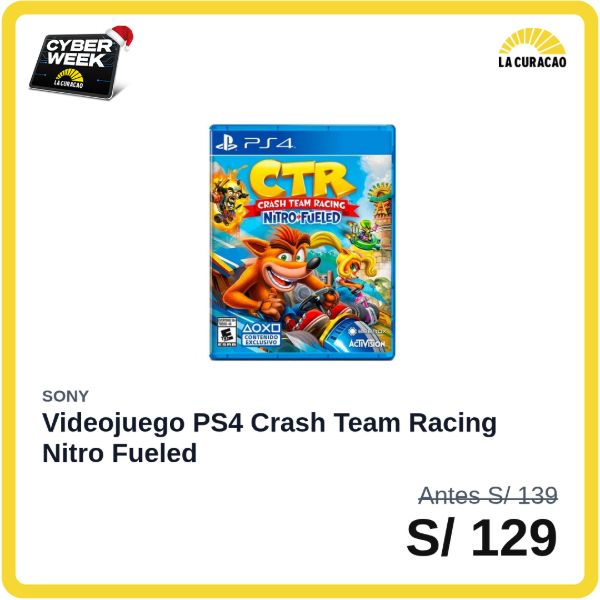 CYBER
WEEK
LA CURACAO
LA CURACAO
PS4
CTR
CRASH TEAM RACING
NITRO FUELED
E
CONTENIDO
EXCLUSIVO
BEENOX
ACTIVISION
SONY
Videojuego PS4 Crash Team Racing
Nitro Fueled
Antes S/ 139
S/ 129